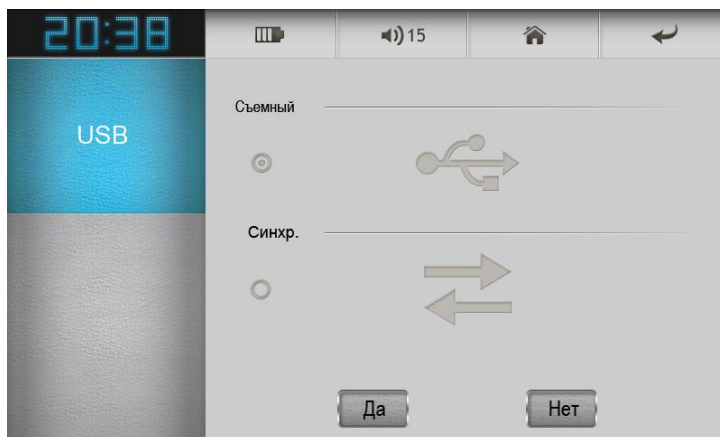 20:38
15
USB
Съемный
Синхр.
Да
Нет